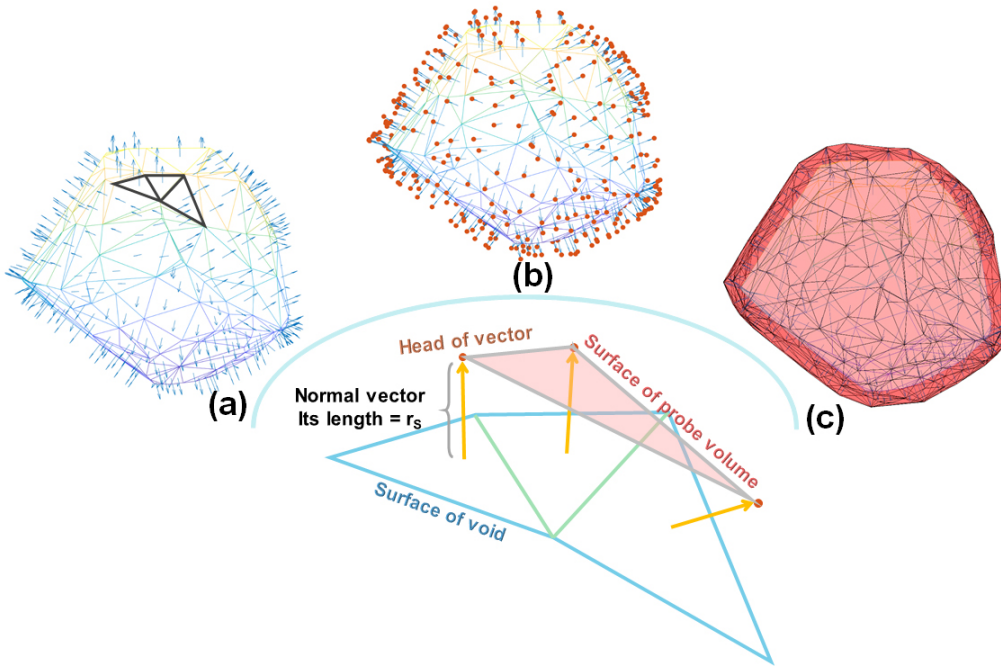 (a)
(b)
(c)
Head of vector
Surface of probe volume
Normal vector
Its length = rₛ
Surface of void